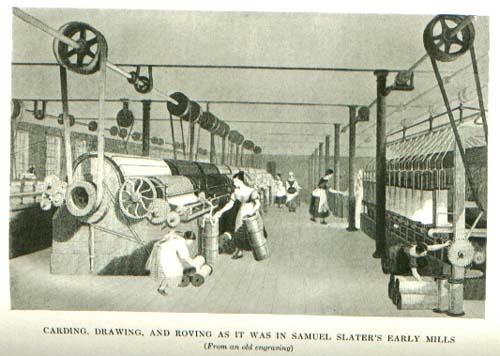 CARDING, DRAWING, AND ROVING AS IT WAS IN SAMUEL SLATER'S EARLY MILLS
(From an old engraving)